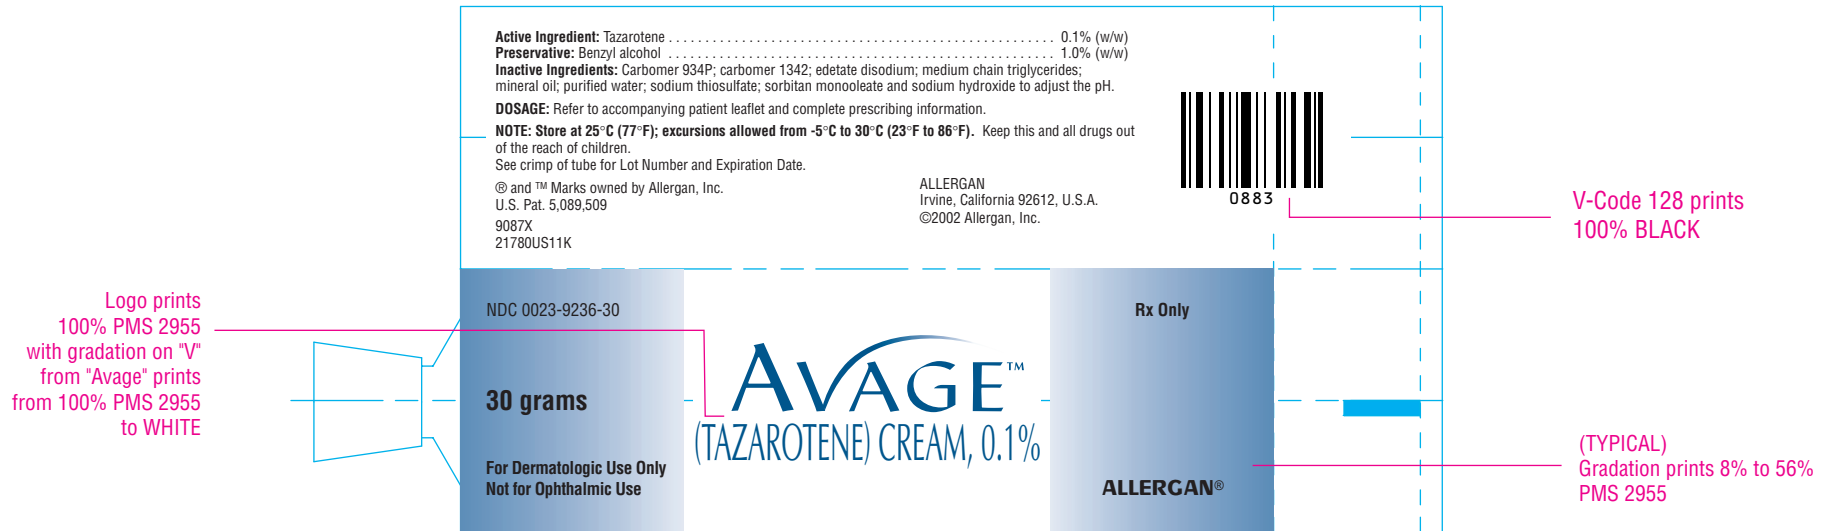 Active Ingredient: Tazarotene . . . . . . . . . . . . . . . . . . . . . . . . . . . . . . . . . . . . . . . . . . . . . . . . . . . . . 0.1% (w/w)
Preservative: Benzyl alcohol . . . . . . . . . . . . . . . . . . . . . . . . . . . . . . . . . . . . . . . . . . . . . . . . . . . . . 1.0% (w/w)
Inactive Ingredients: Carbomer 934P; carbomer 1342; edetate disodium; medium chain triglycerides;
mineral oil; purified water; sodium thiosulfate; sorbitan monooleate and sodium hydroxide to adjust the pH.
DOSAGE: Refer to accompanying patient leaflet and complete prescribing information.
NOTE: Store at 25°C (77°F); excursions allowed from -5°C to 30°C (23°F to 86°F). Keep this and all drugs out
of the reach of children.
See crimp of tube for Lot Number and Expiration Date.
® and ™ Marks owned by Allergan, Inc.
U.S. Pat. 5,089,509
9087X
21780US11K
ALLERGAN
Irvine, California 92612, U.S.A.
©2002 Allergan, Inc.
0883
V-Code 128 prints
100% BLACK
Logo prints
100% PMS 2955
with gradation on "V"
from "Avage" prints
from 100% PMS 2955
to WHITE
NDC 0023-9236-30
30 grams
For Dermatologic Use Only
Not for Ophthalmic Use
AVAGE™
(TAZAROTENE) CREAM, 0.1%
Rx Only
ALLERGAN®
(TYPICAL)
Gradation prints 8% to 56%
PMS 2955